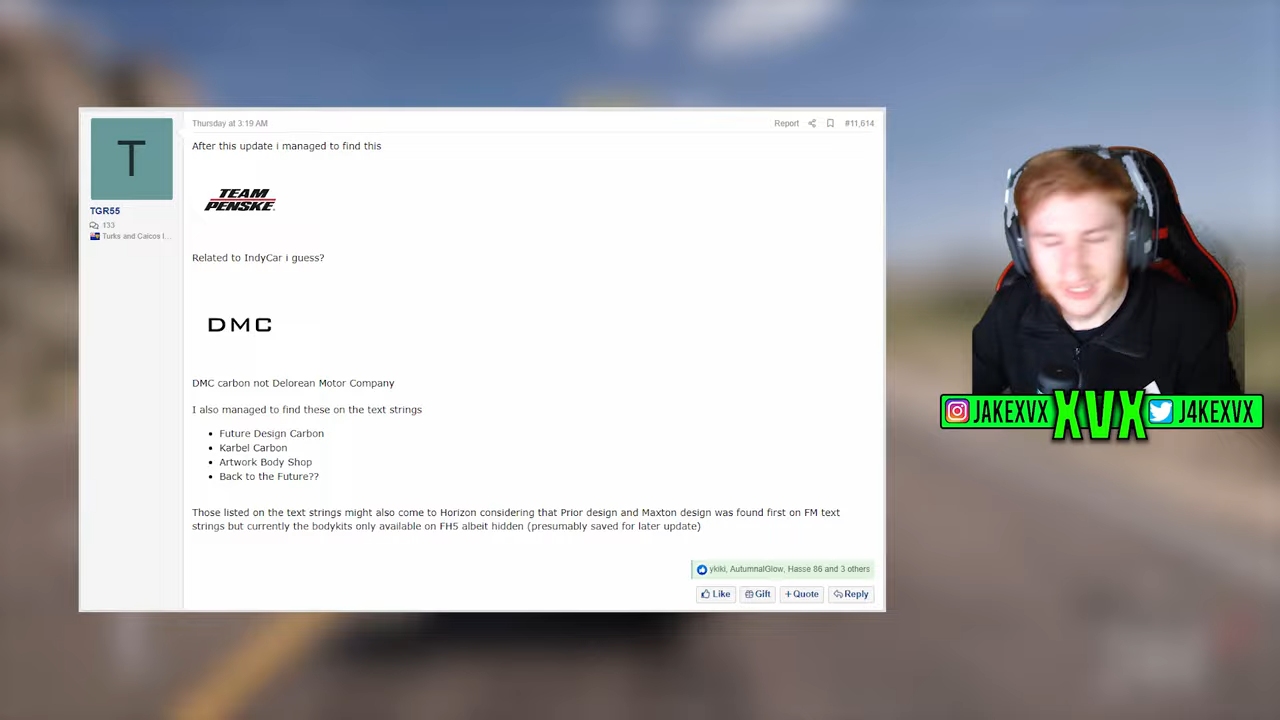 Thursday at 3:19 AM
Report
#11,614
T
TGR55
133
Turks and Caicos I...
After this update i managed to find this
TEAM
PENSKE.
Related to IndyCar i guess?
DMC
DMC carbon not Delorean Motor Company
I also managed to find these on the text strings
• Future Design Carbon
• Karbel Carbon
• Artwork Body Shop
• Back to the Future??
Those listed on the text strings might also come to Horizon considering that Prior design and Maxton design was found first on FM text
strings but currently the bodykits only available on FH5 albeit hidden (presumably saved for later update)
ykiki, AutumnalGlow, Hasse 86 and 3 others
Like
Gift
+Quote
Reply
JAKEXVX
XVX
J4KEXVX